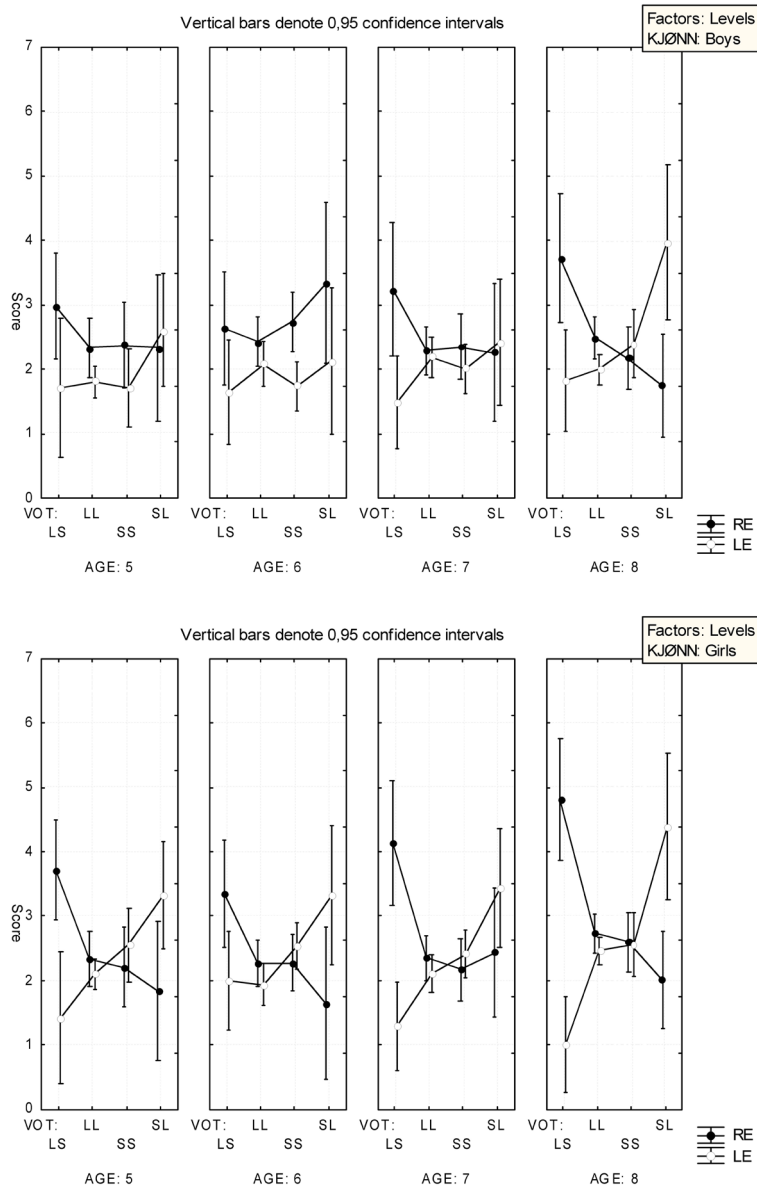 Vertical bars denote 0,95 confidence intervals
Factors: Levels
KJØNN: Boys
7
6
5
4
3
2
1
0
Score
VOT: LL SL LL SL LL SL LL SL
LS SS LS SS LS SS LS SS
AGE: 5 AGE: 6 AGE: 7 AGE: 8
RE
LE
Vertical bars denote 0,95 confidence intervals
Factors: Levels
KJØNN: Girls
7
6
5
4
3
2
1
0
Score
VOT: LL SL VOT: LL SL VOT: LL SL VOT: LL SL
LS SS LS SS LS SS LS SS
AGE: 5 AGE: 6 AGE: 7 AGE: 8
RE
LE